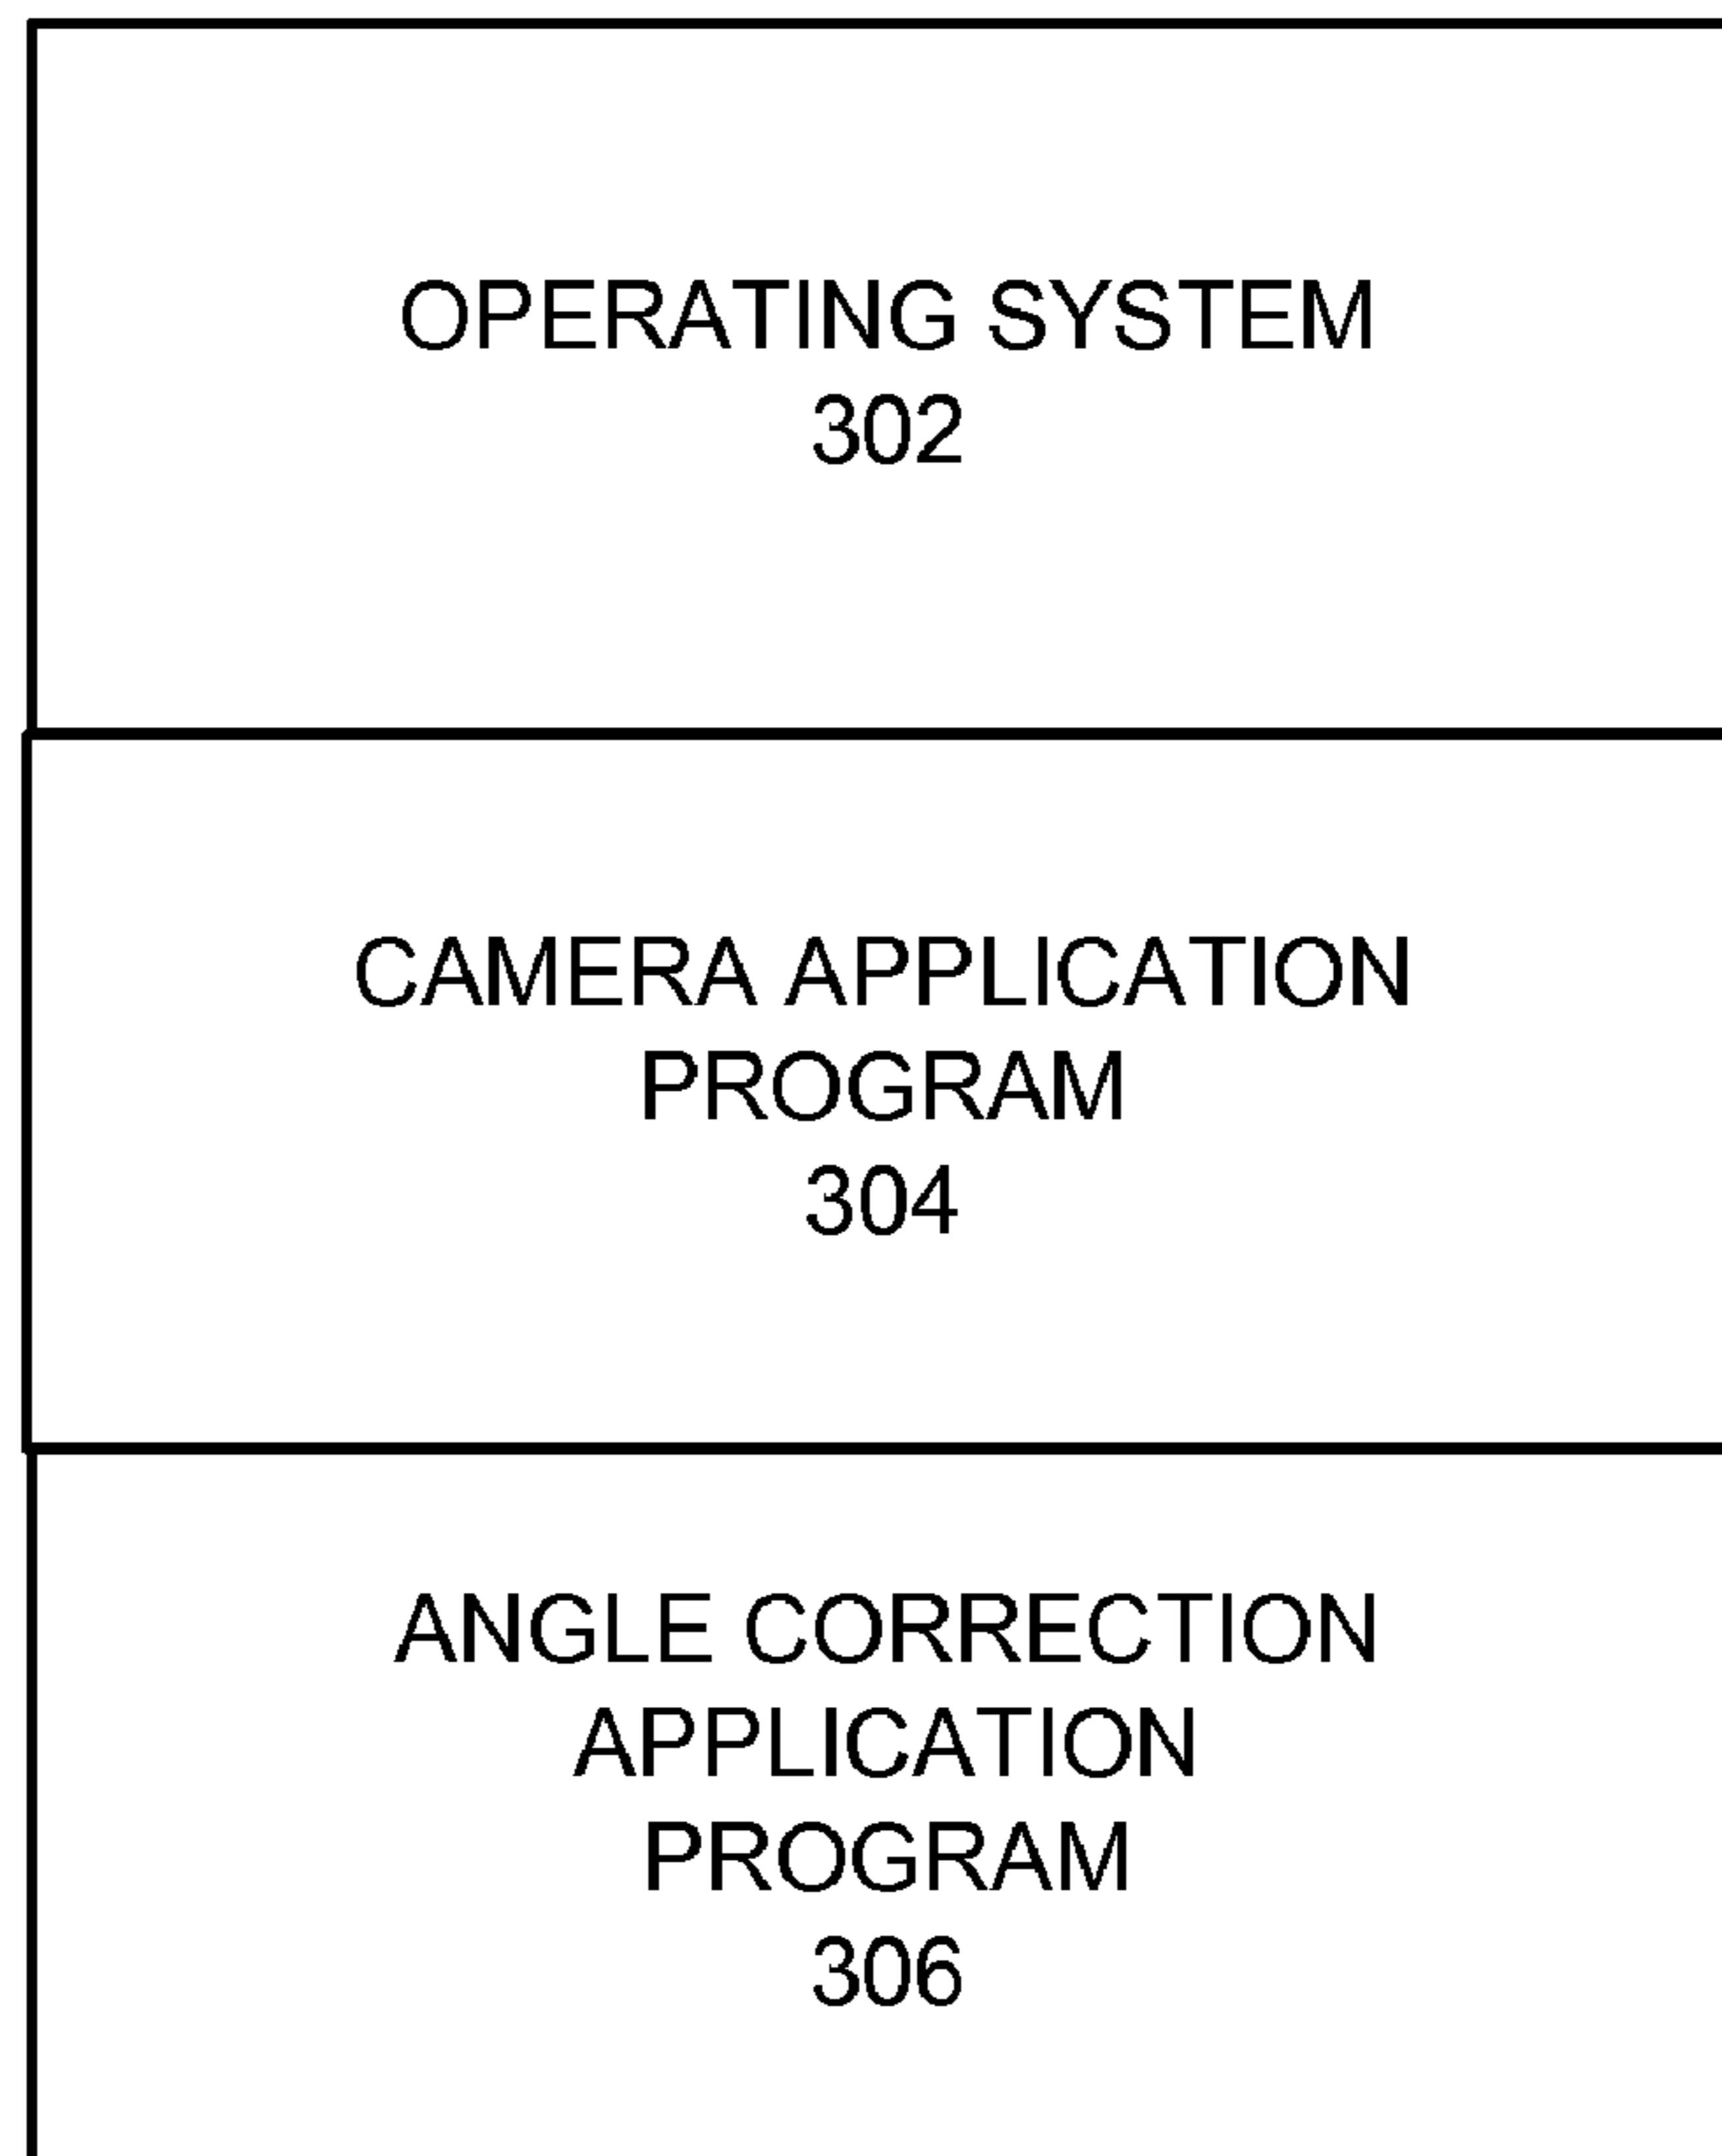 OPERATING SYSTEM
302
CAMERA APPLICATION
PROGRAM
304
ANGLE CORRECTION
APPLICATION
PROGRAM
306